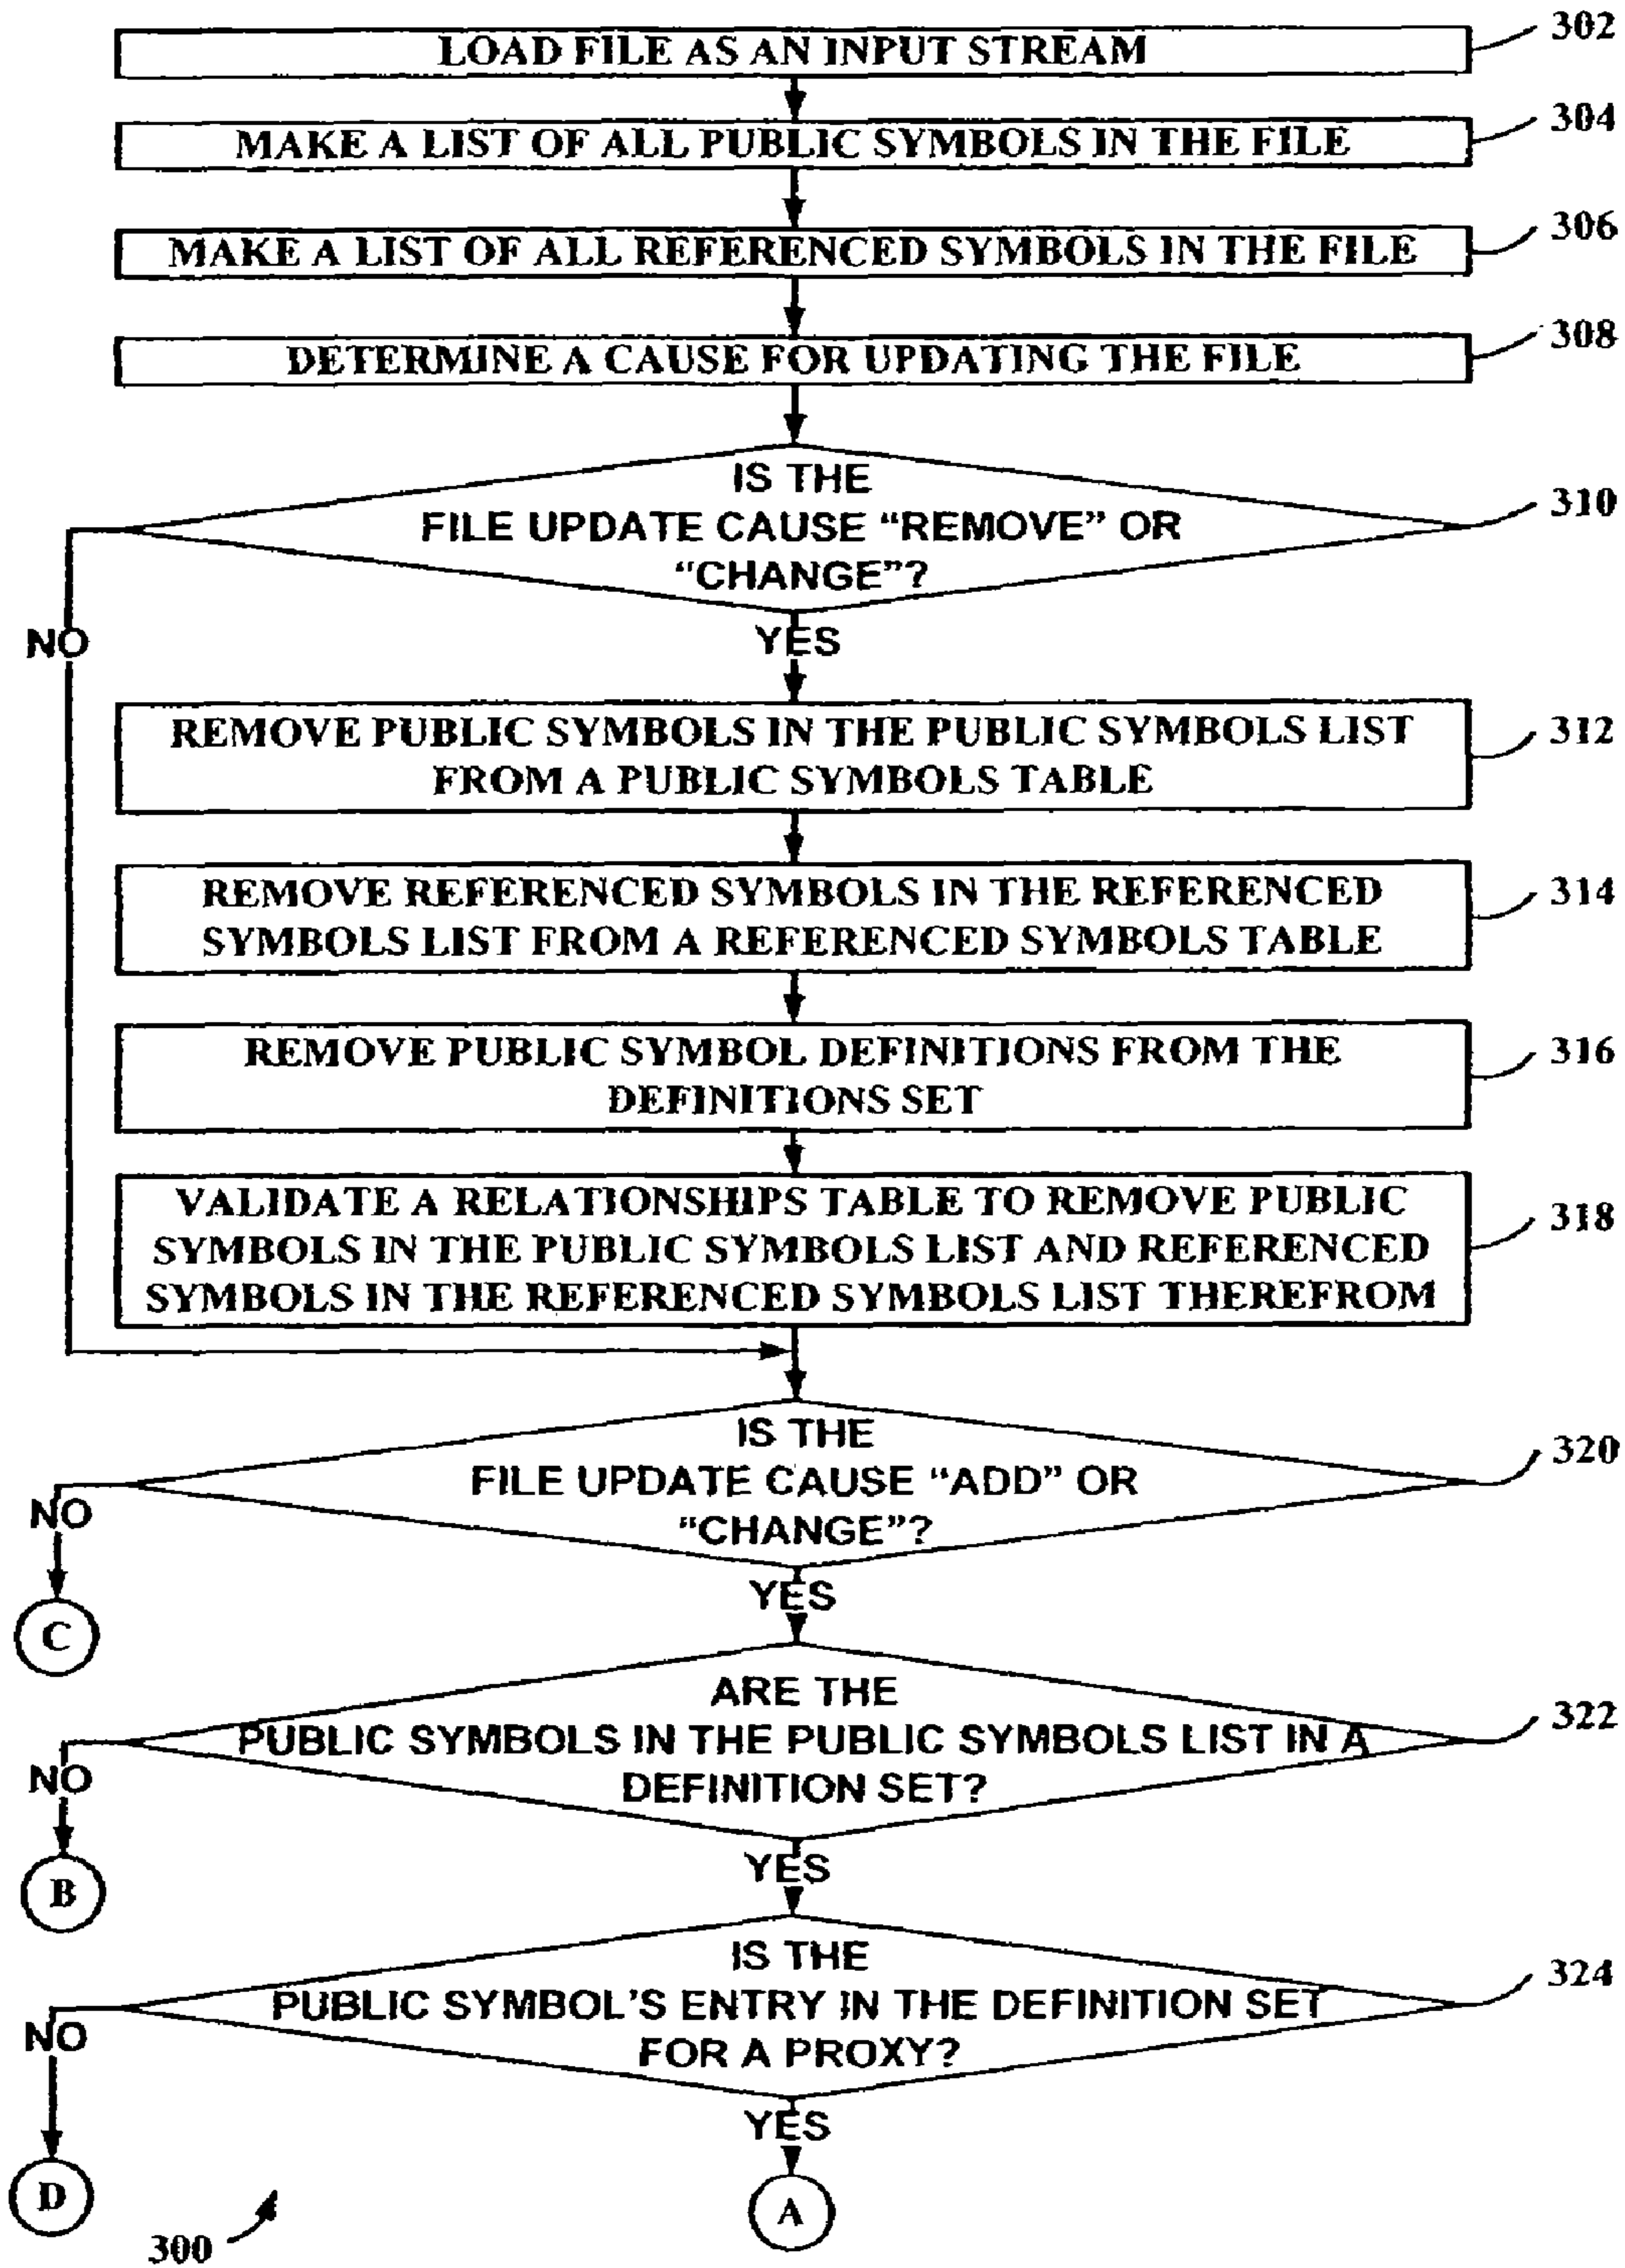 LOAD FILE AS AN INPUT STREAM
302
MAKE A LIST OF ALL PUBLIC SYMBOLS IN THE FILE
304
MAKE A LIST OF ALL REFERENCED SYMBOLS IN THE FILE
306
DETERMINE A CAUSE FOR UPDATING THE FILE
308
IS THE
FILE UPDATE CAUSE “REMOVE” OR
“CHANGE”?
310
NO
YES
REMOVE PUBLIC SYMBOLS IN THE PUBLIC SYMBOLS LIST
FROM A PUBLIC SYMBOLS TABLE
312
REMOVE REFERENCED SYMBOLS IN THE REFERENCED
SYMBOLS LIST FROM A REFERENCED SYMBOLS TABLE
314
REMOVE PUBLIC SYMBOL DEFINITIONS FROM THE
DEFINITIONS SET
316
VALIDATE A RELATIONSHIPS TABLE TO REMOVE PUBLIC
SYMBOLS IN THE PUBLIC SYMBOLS LIST AND REFERENCED
SYMBOLS IN THE REFERENCED SYMBOLS LIST THEREFROM
318
IS THE
FILE UPDATE CAUSE “ADD” OR
“CHANGE”?
320
NO
C
YES
ARE THE
PUBLIC SYMBOLS IN THE PUBLIC SYMBOLS LIST IN A
DEFINITION SET?
322
NO
B
YES
IS THE
PUBLIC SYMBOL'S ENTRY IN THE DEFINITION SET
FOR A PROXY?
324
NO
D
YES
A
300